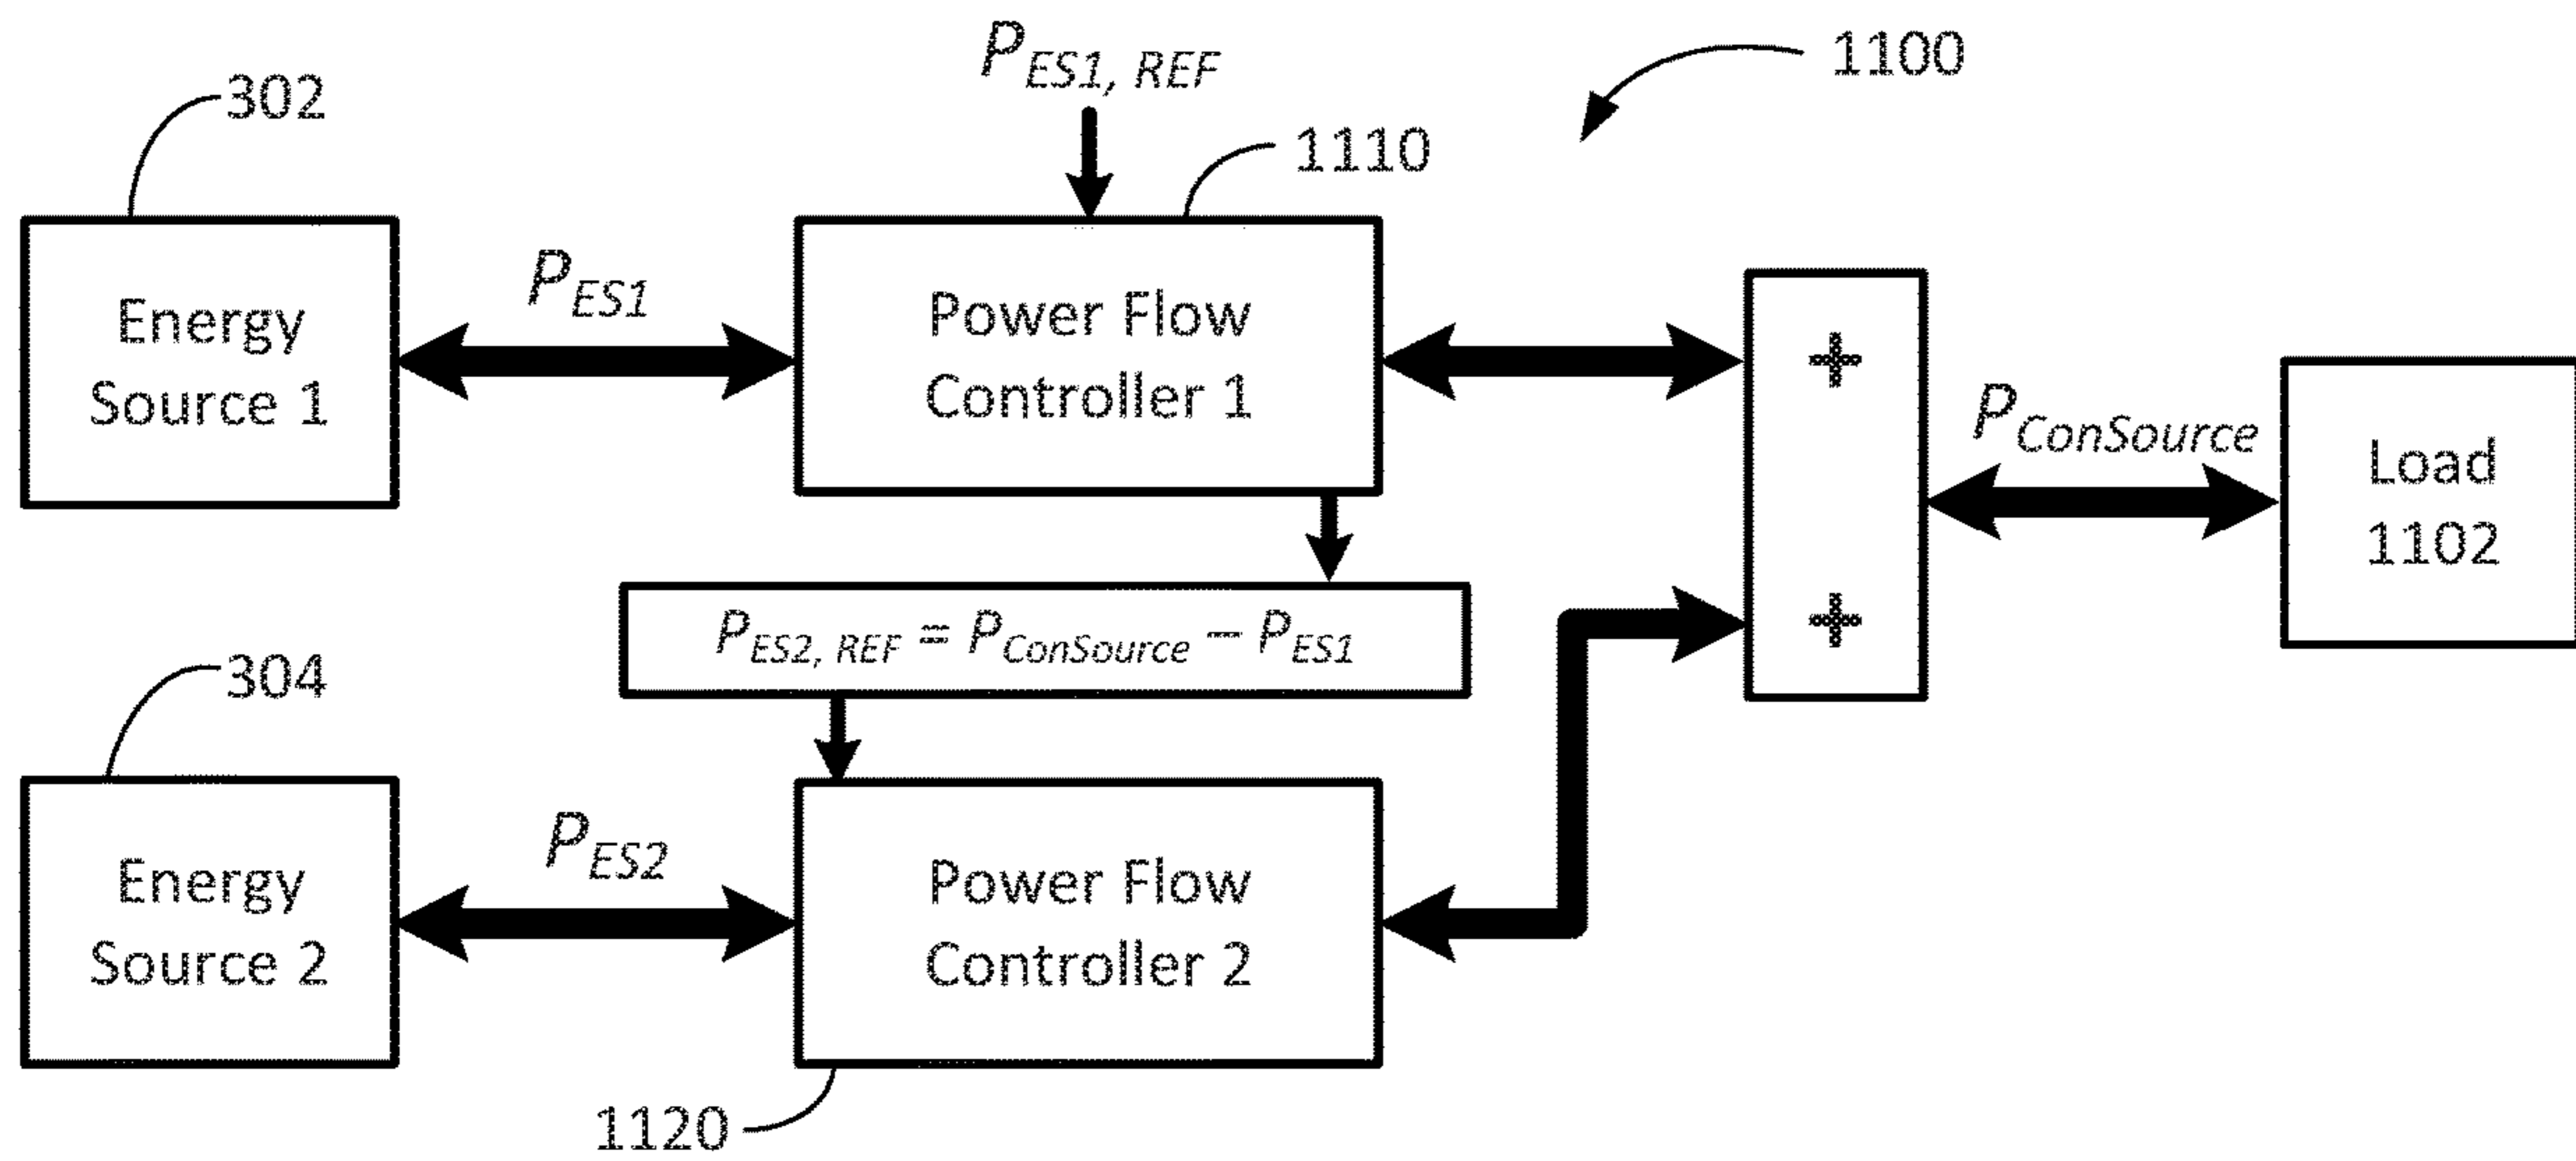 P_ES1, REF
1100
302
1110
Energy
Source 1
P_ES1
Power Flow
Controller 1
+
P_ConSource
Load
1102
P_ES2, REF = P_ConSource – P_ES1
+
304
Energy
Source 2
P_ES2
Power Flow
Controller 2
1120